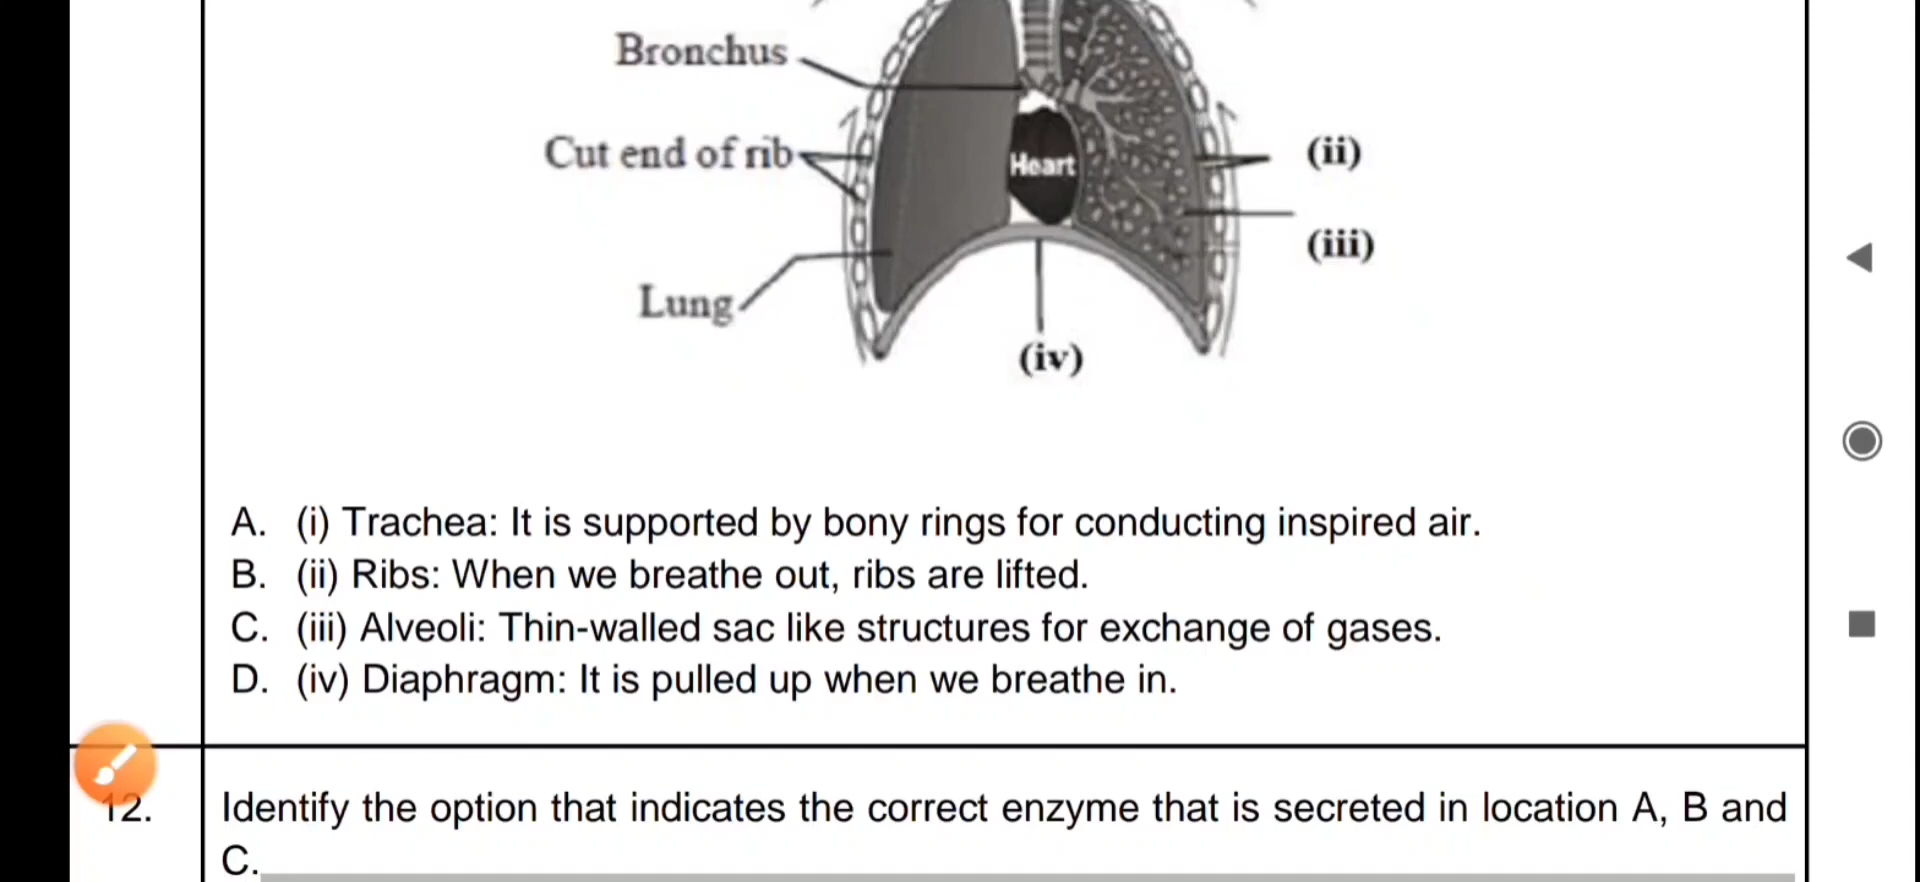 Bronchus
Cut end of rib
Heart
(ii)
(iii)
Lung
(iv)
A. (i) Trachea: It is supported by bony rings for conducting inspired air.
B. (ii) Ribs: When we breathe out, ribs are lifted.
C. (iii) Alveoli: Thin-walled sac like structures for exchange of gases.
D. (iv) Diaphragm: It is pulled up when we breathe in.
12. Identify the option that indicates the correct enzyme that is secreted in location A, B and
C.